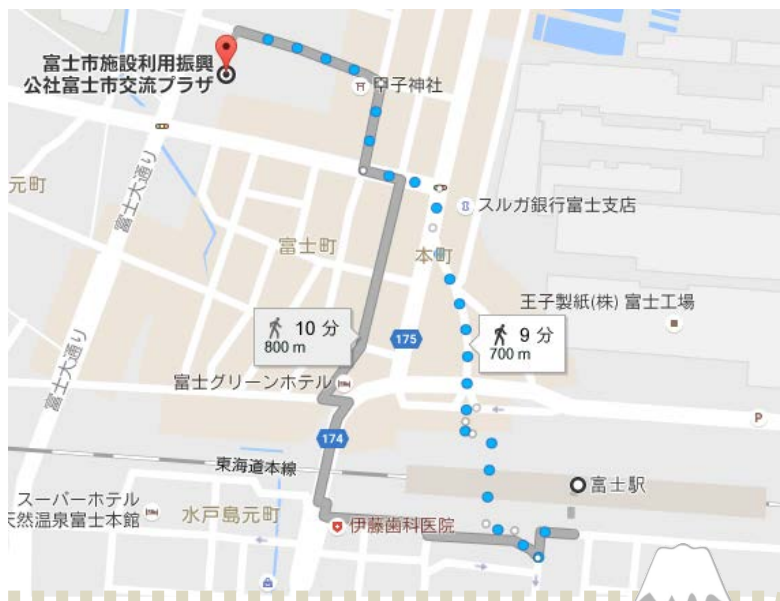 富士市施設利用振興
公社富士市交流プラザ
甲子神社
元町
富士大通り
スルガ銀行富士支店
富士町
本町
王子製紙(株) 富士工場
10 分
800 m
175
9 分
700 m
富士グリーンホテル
富士大通り
P
174
東海道本線
富士駅
スーパーホテル
天然温泉富士本館
水戸島元町
伊藤歯科医院